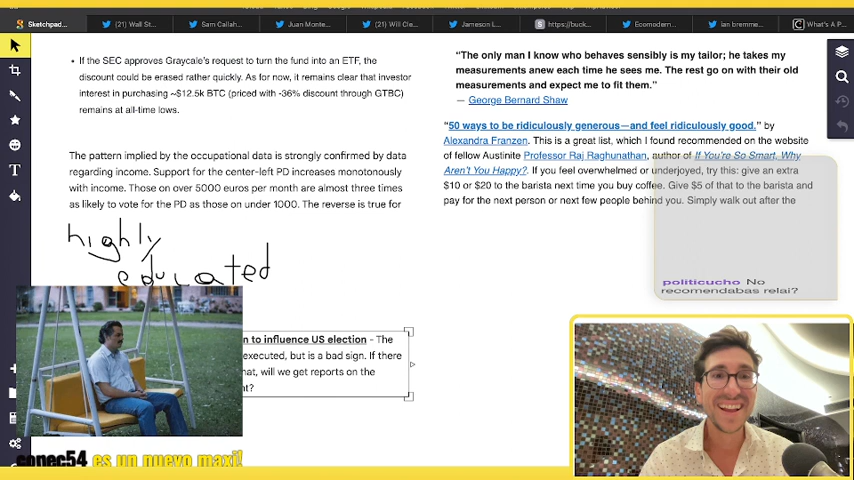 Sketchpad...
(21) Wall St...
Sam Callah...
Juan Monte...
(21) Will Cle...
Jameson L...
https://buck...
Ecomodern...
Ian bremme...
What's A P...
• If the SEC approves Graycale's request to turn the fund into an ETF, the
discount could be erased rather quickly. As for now, it remains clear that investor
interest in purchasing ~$12.5k BTC (priced with -36% discount through GTBC)
remains at all-time lows.
The pattern implied by the occupational data is strongly confirmed by data
regarding income. Support for the center-left PD increases monotonously
with income. Those on over 5000 euros per month are almost three times
as likely to vote for the PD as those on under 1000. The reverse is true for
highly
educated
n to influence US election - The
executed, but is a bad sign. If there
at, will we get reports on the
nt?
conec54 es un nuevo maxi!
“The only man I know who behaves sensibly is my tailor; he takes my
measurements anew each time he sees me. The rest go on with their old
measurements and expect me to fit them.”
— George Bernard Shaw
“50 ways to be ridiculously generous—and feel ridiculously good.” by
Alexandra Franzen. This is a great list, which I found recommended on the website
of fellow Austinite Professor Raj Raghunathan, author of If You're So Smart, Why
Aren't You Happy?. If you feel overwhelmed or underjoyed, try this: give an extra
$10 or $20 to the barista next time you buy coffee. Give $5 of that to the barista and
pay for the next person or next few people behind you. Simply walk out after the
politicucho No
recomendabas relai?